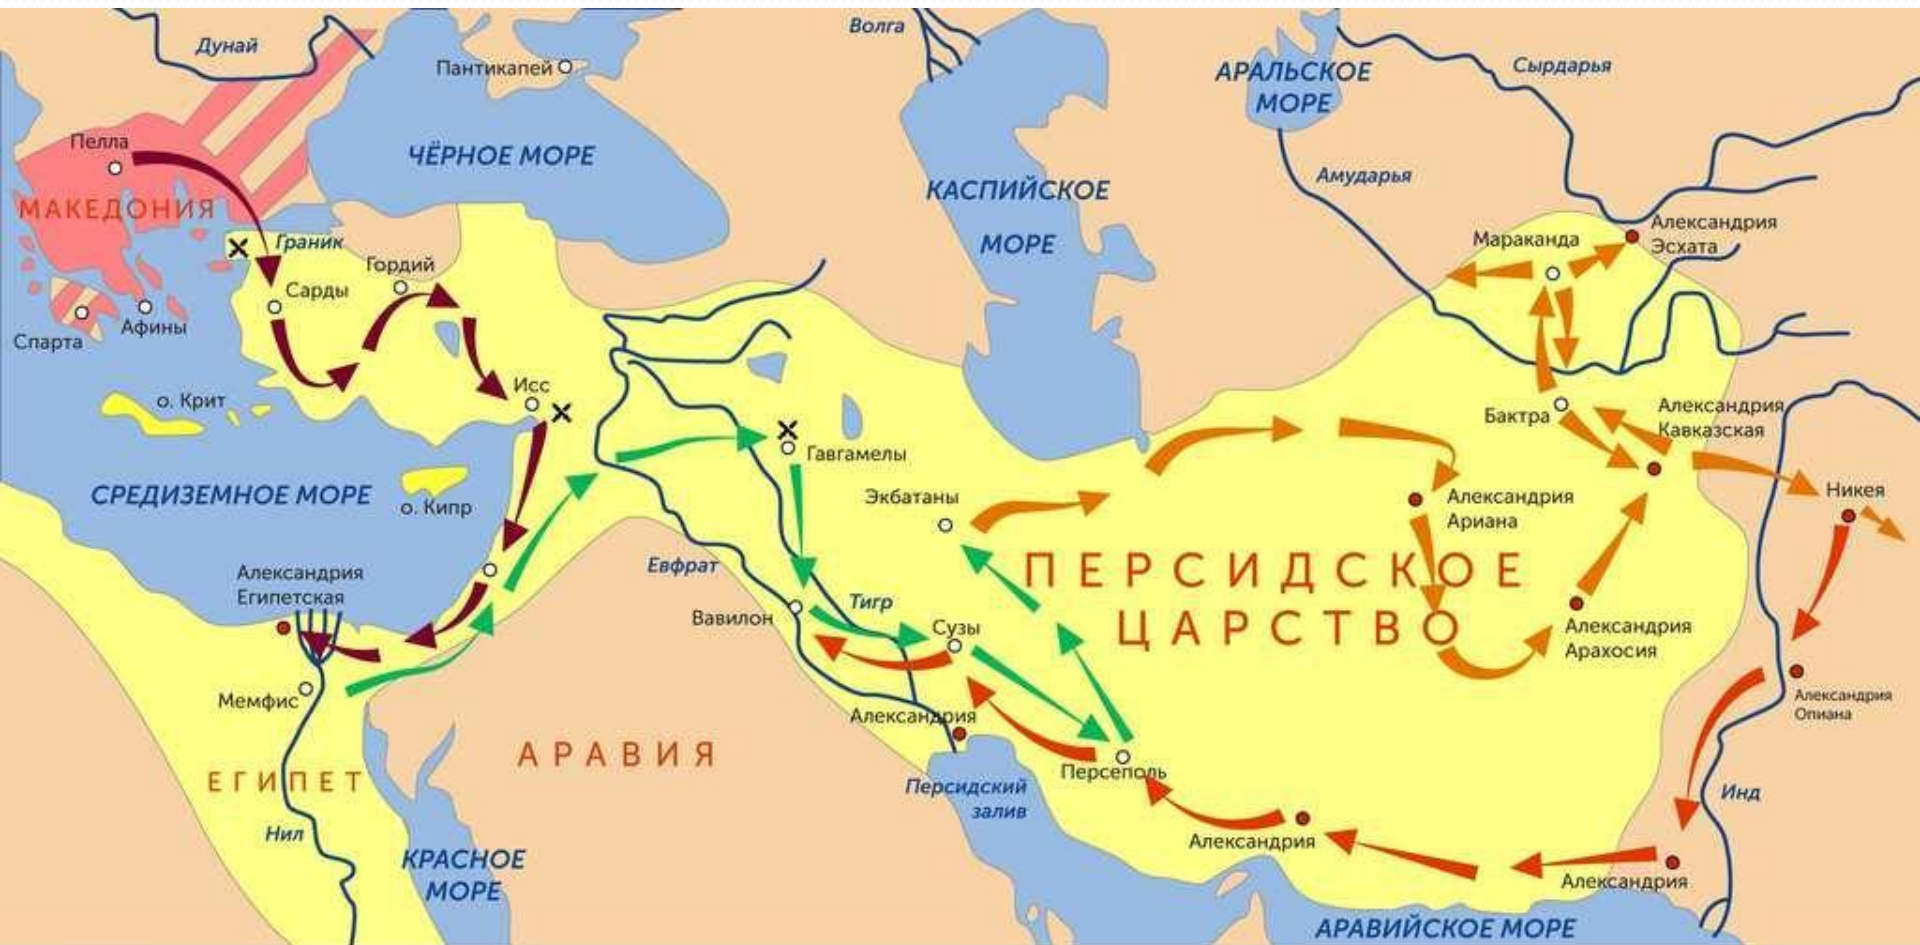 Дунай
Пантикапей
Волга
АРАЛЬСКОЕ
МОРЕ
Сырдарья
Пелла
ЧЁРНОЕ МОРЕ
КАСПИЙСКОЕ
МОРЕ
Амударья
МАКЕДОНИЯ
Граник
Гордий
Сарды
Спарта
Афины
Мараканда
Александрия
Эсхата
о. Крит
Исс
Бактра
Александрия
Кавказская
Гавгамелы
СРЕДИЗЕМНОЕ МОРЕ
о. Кипр
Экбатаны
Александрия
Ариана
Никея
Александрия
Египетская
Евфрат
ПЕРСИДСКОЕ
ЦАРСТВО
Вавилон
Тигр
Сузы
Александрия
Арахосия
Мемфис
Александрия
Александрия
Опиана
АРАВИЯ
ЕГИПЕТ
Персеполь
Персидский
залив
Инд
Нил
Александрия
КРАСНОЕ
МОРЕ
Александрия
АРАВИЙСКОЕ МОРЕ